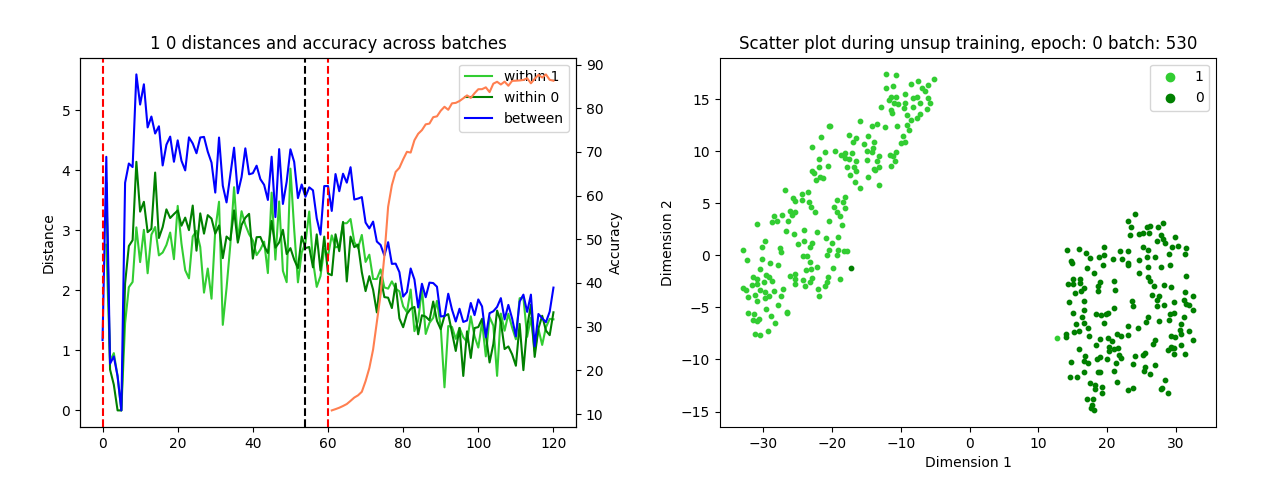 1 0 distances and accuracy across batches
Distance
5
4
3
2
1
0
within 1
within 0
between
90
80
70
60
50
40
30
20
10
Accuracy
0 20 40 60 80 100 120
Scatter plot during unsup training, epoch: 0 batch: 530
Dimension 2
15
10
5
0
−5
−10
−15
1
0
−30 −20 −10 0 10 20 30
Dimension 1